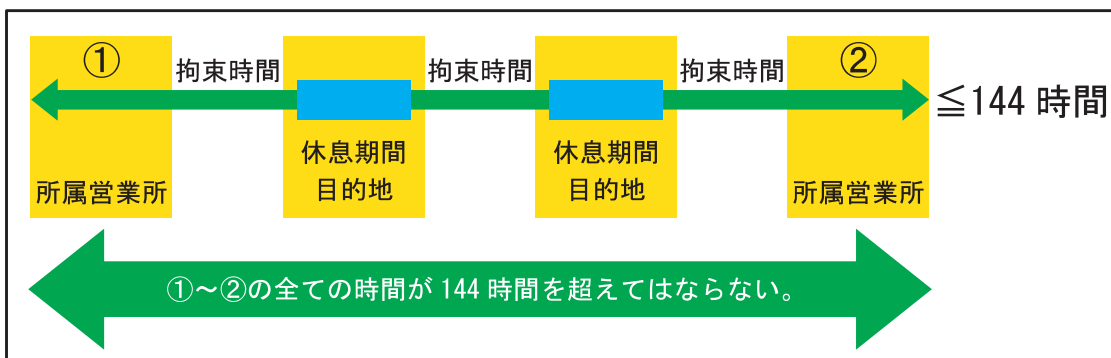 ①
拘束時間
拘束時間
拘束時間
②
≦144 時間
所属営業所
休息期間
目的地
休息期間
目的地
所属営業所
①~②の全ての時間が 144 時間を超えてはならない。